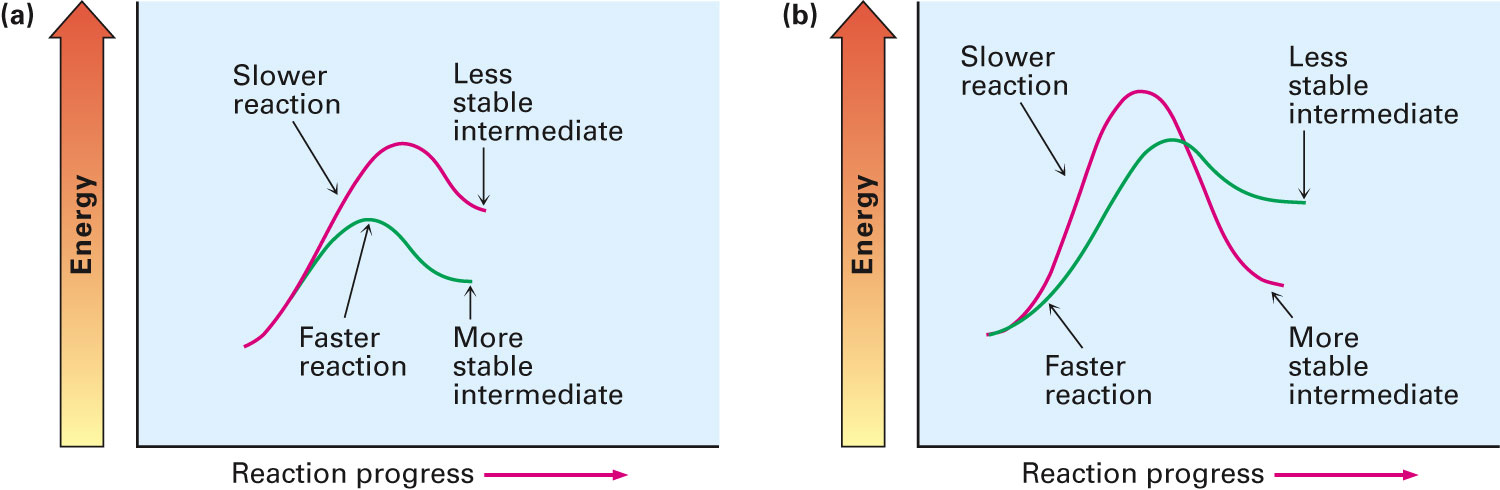 (a)
Energy
Slower
reaction
Less
stable
intermediate
Faster
reaction
More
stable
intermediate
Reaction progress
(b)
Energy
Slower
reaction
Less
stable
intermediate
Faster
reaction
More
stable
intermediate
Reaction progress